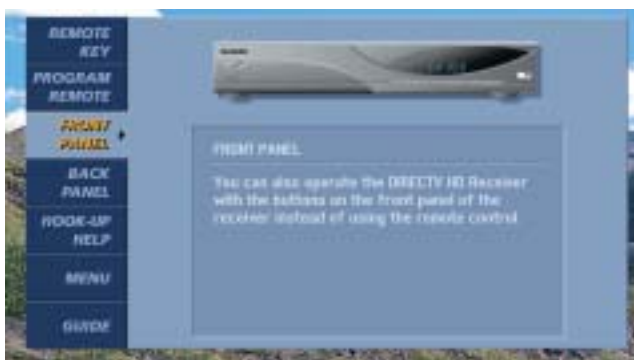 REMOTE
KEY
PROGRAM
REMOTE
FRONT
PANEL
BACK
PANEL
HOOK-UP
HELP
MENU
GUIDE
FRONT PANEL
You can also operate the DIRECTV HD Receiver
with the buttons on the front panel of the
receiver instead of using the remote control